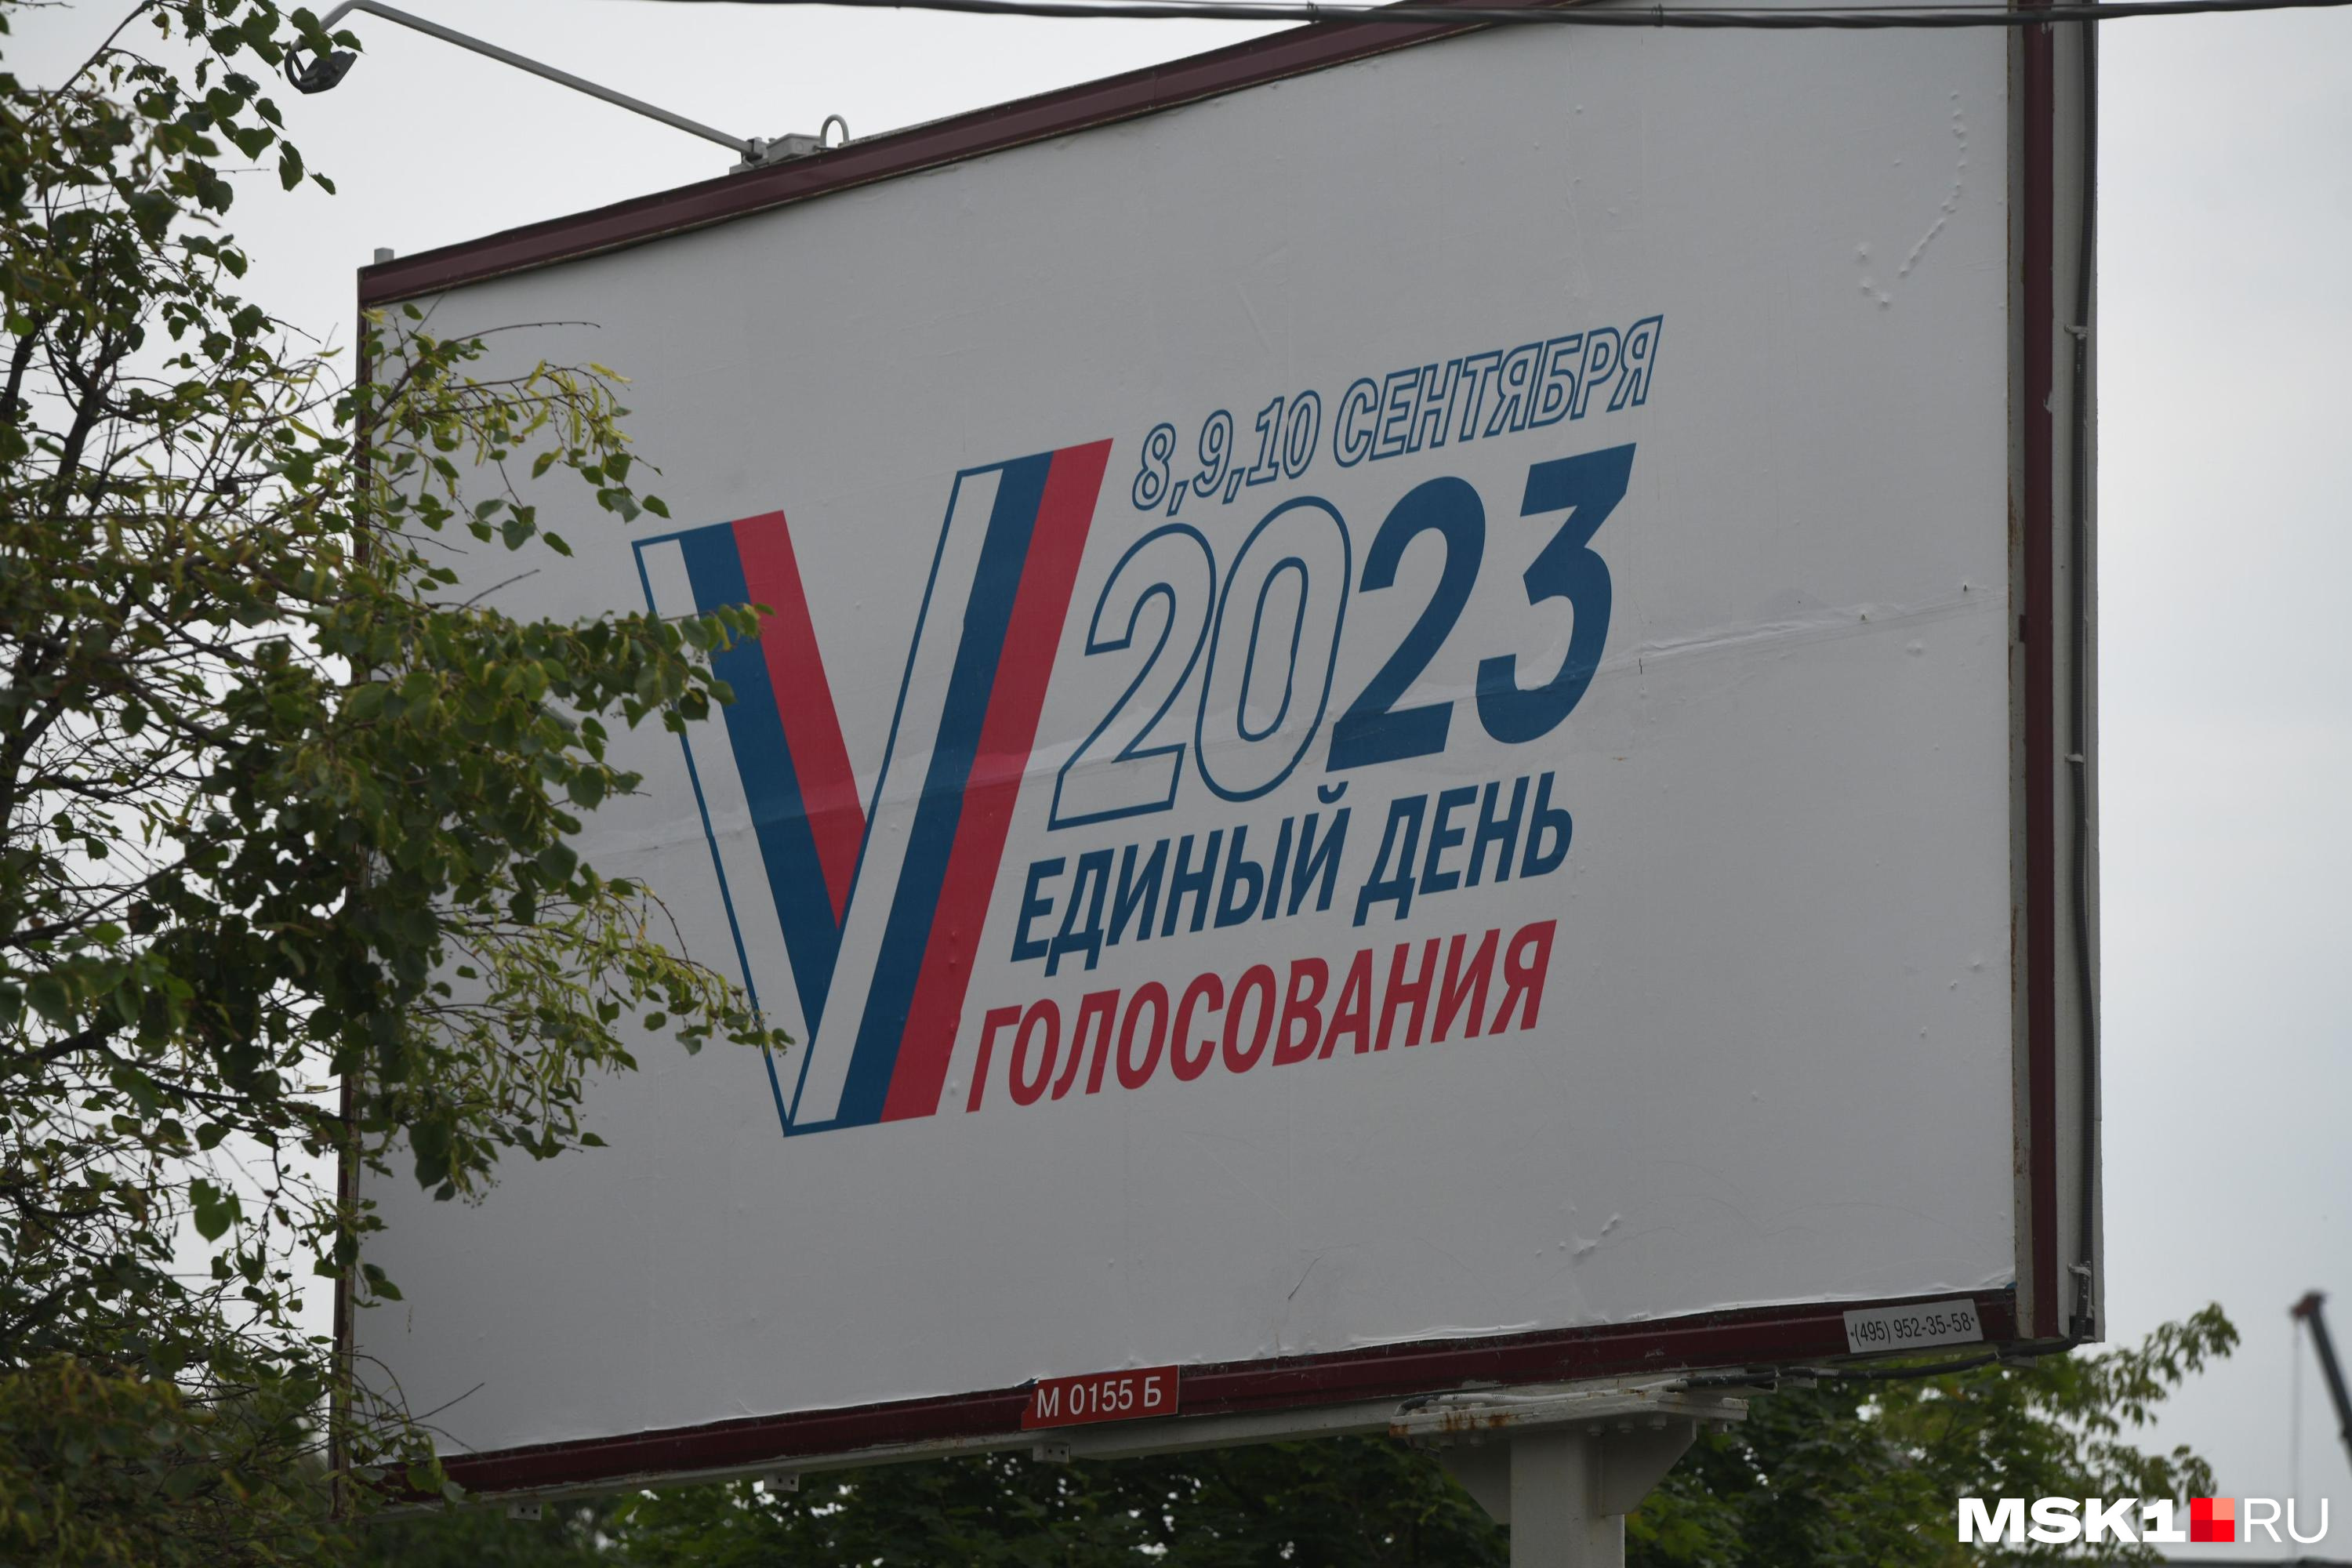 8,9,10 СЕНТЯБРЯ
V 2023
ЕДИНЫЙ ДЕНЬ
ГОЛОСОВАНИЯ
(495) 952-35-58
М 0155 Б
MSK1.RU